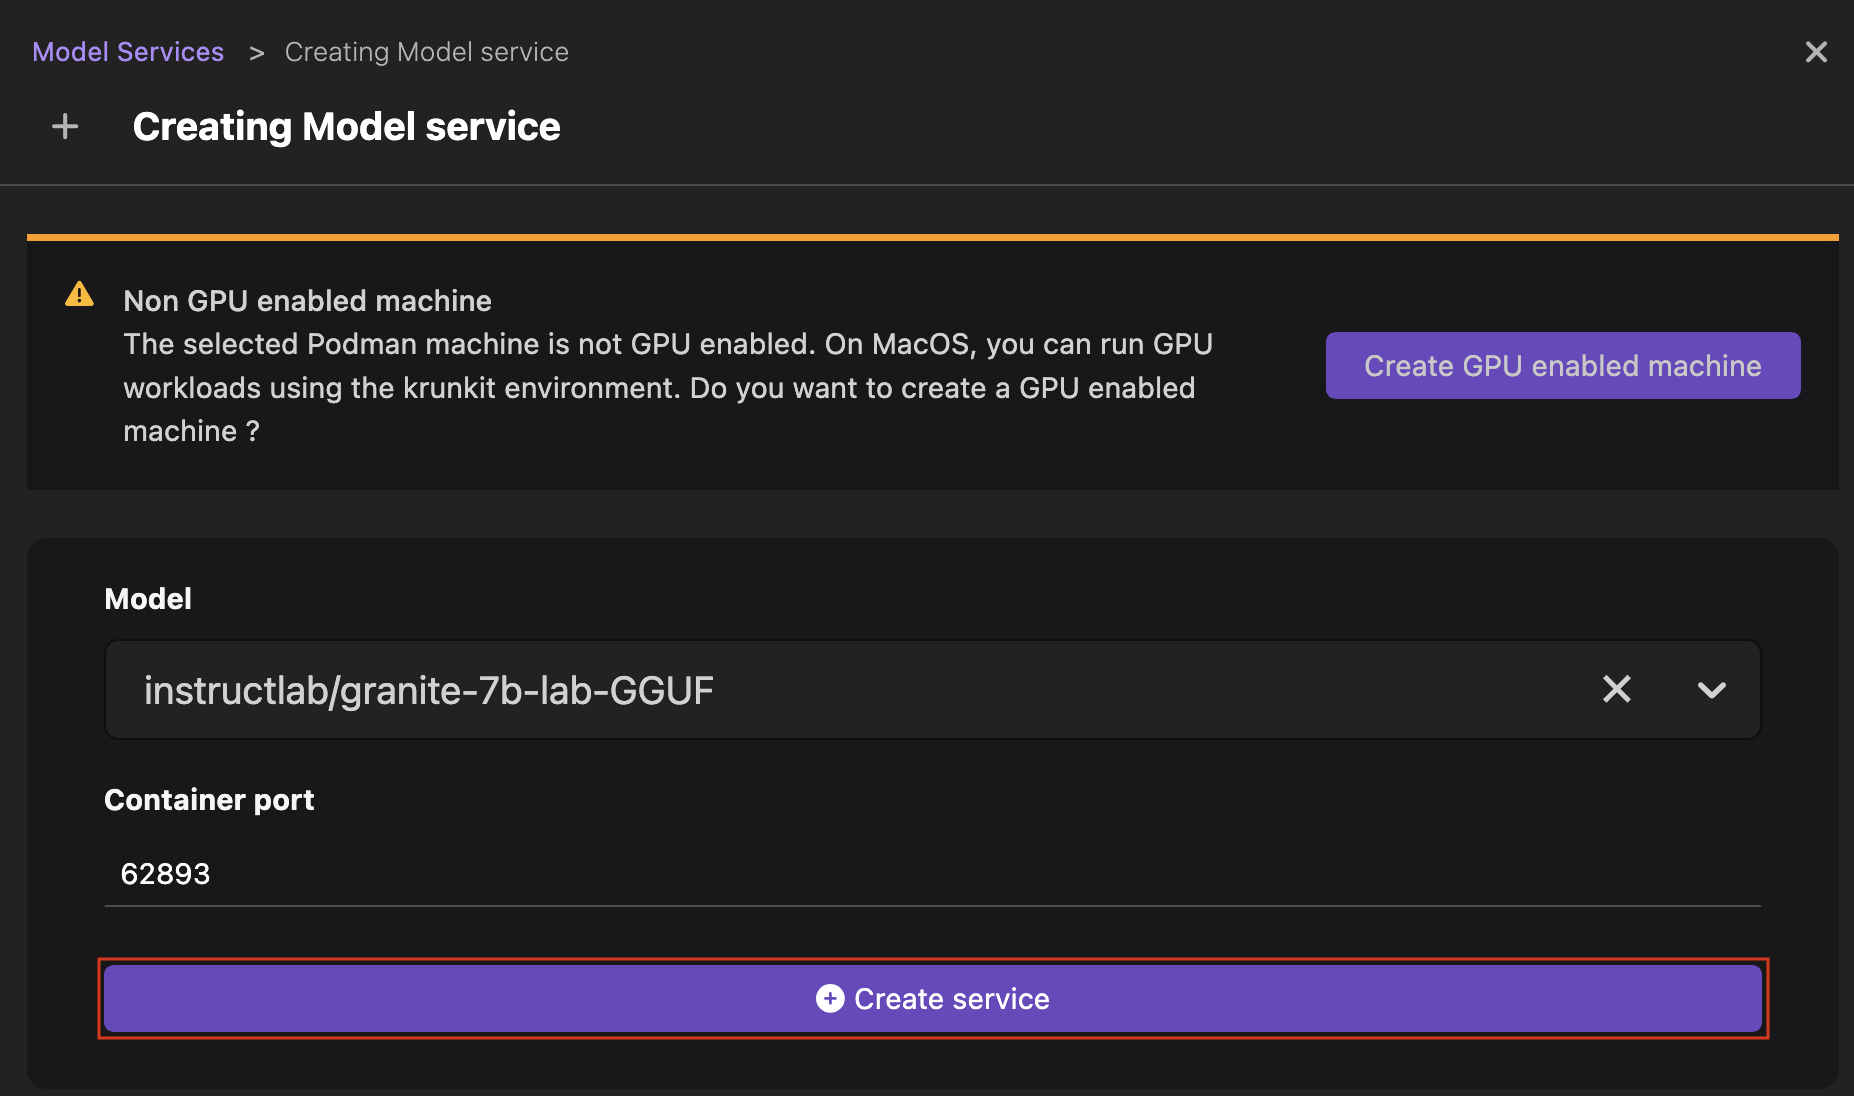 Model Services > Creating Model service
Creating Model service
Non GPU enabled machine
The selected Podman machine is not GPU enabled. On MacOS, you can run GPU
workloads using the krunkit environment. Do you want to create a GPU enabled
machine ?
Create GPU enabled machine
Model
instructlab/granite-7b-lab-GGUF
Container port
62893
Create service